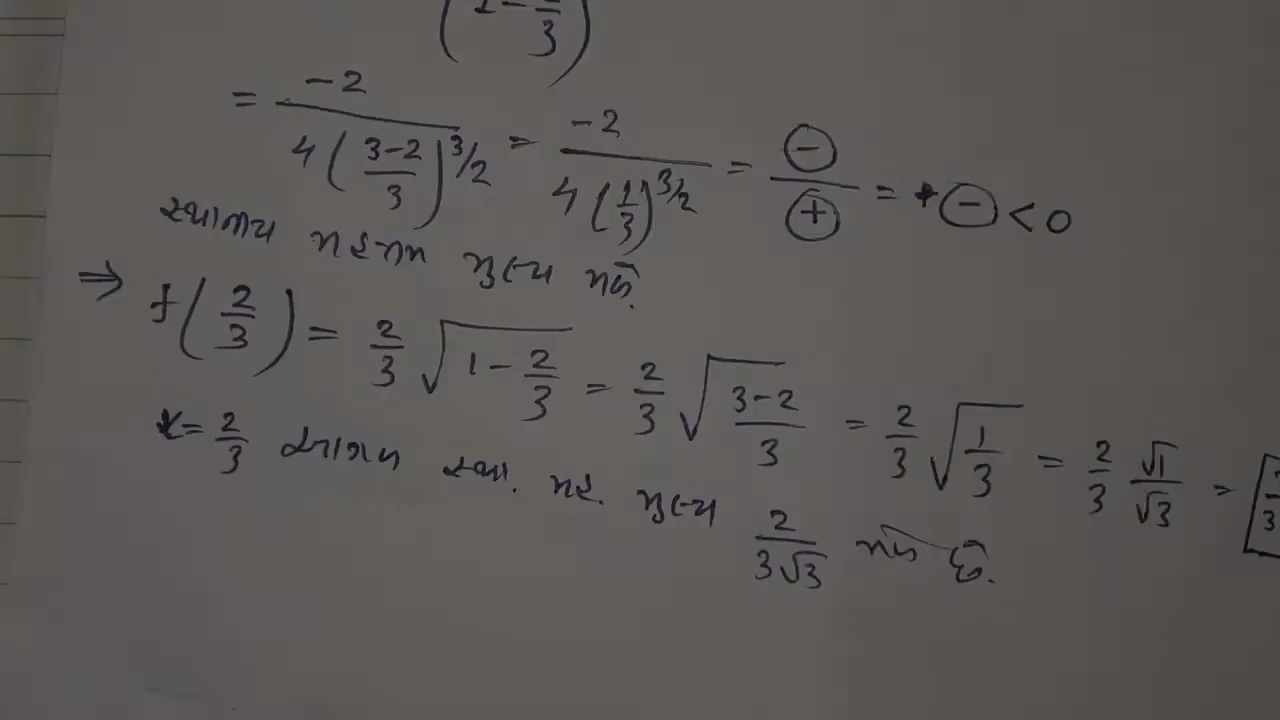 (1 - 2/3)
= -2 / 4((3-2)/3)^3/2 = -2 / 4(1/3)^3/2 = ⊖/⊕ = ⊖ < 0
સ્થાનિય મહત્તમ મૂલ્ય મળે.
⇒ f(2/3) = 2/3 √(1 - 2/3) = 2/3 √((3-2)/3) = 2/3 √(1/3) = 2/3 √1/√3 =
x = 2/3 મૂલ્ય 2/3√3 મળે છે.